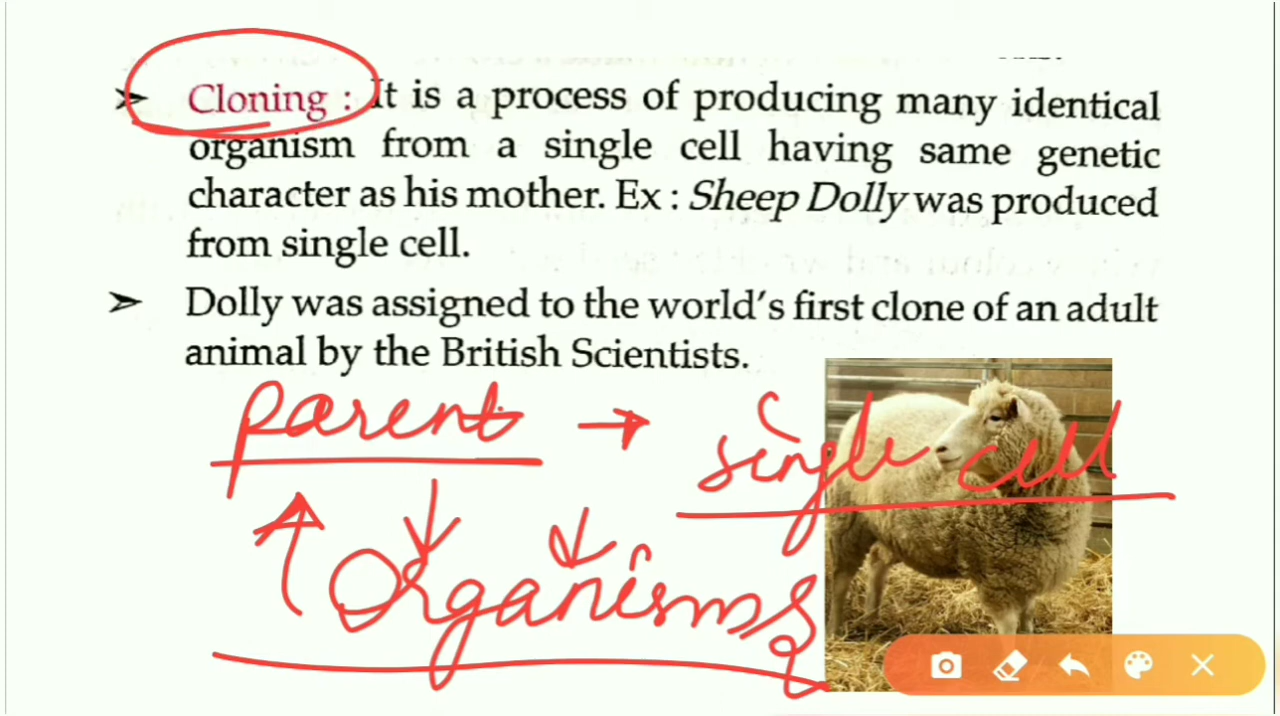 ➢ Cloning : It is a process of producing many identical
organism from a single cell having same genetic
character as his mother. Ex : Sheep Dolly was produced
from single cell.
➢ Dolly was assigned to the world's first clone of an adult
animal by the British Scientists.
parent → single cell
Organisms